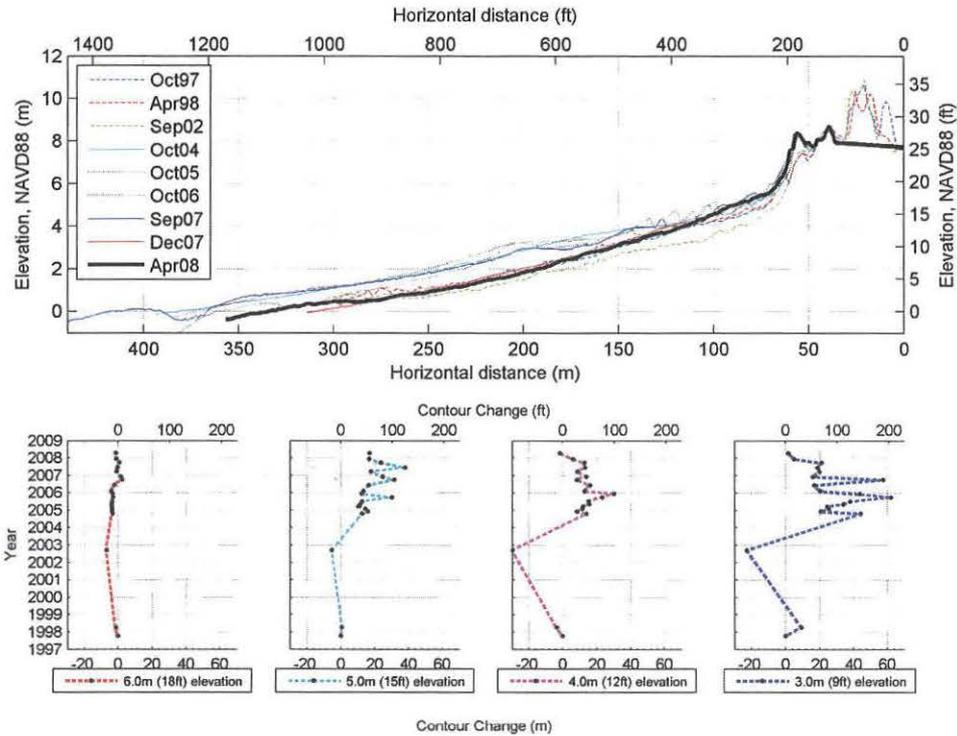 Horizontal distance (ft)
1400 1200 1000 800 600 400 200 0
12
10
8
6
4
2
0
Elevation, NAVD88 (m)
Oct97
Apr98
Sep02
Oct04
Oct05
Oct06
Sep07
Dec07
Apr08
35
30
25
20
15
10
5
0
Elevation, NAVD88 (ft)
400 350 300 250 200 150 100 50 0
Horizontal distance (m)
Contour Change (ft)
0 100 200
0 100 200
0 100 200
0 100 200
2009
2008
2007
2006
2005
2004
2003
2002
2001
2000
1999
1998
1997
Year
-20 0 20 40 60
-20 0 20 40 60
-20 0 20 40 60
-20 0 20 40 60
6.0m (18ft) elevation
5.0m (15ft) elevation
4.0m (12ft) elevation
3.0m (9ft) elevation
Contour Change (m)